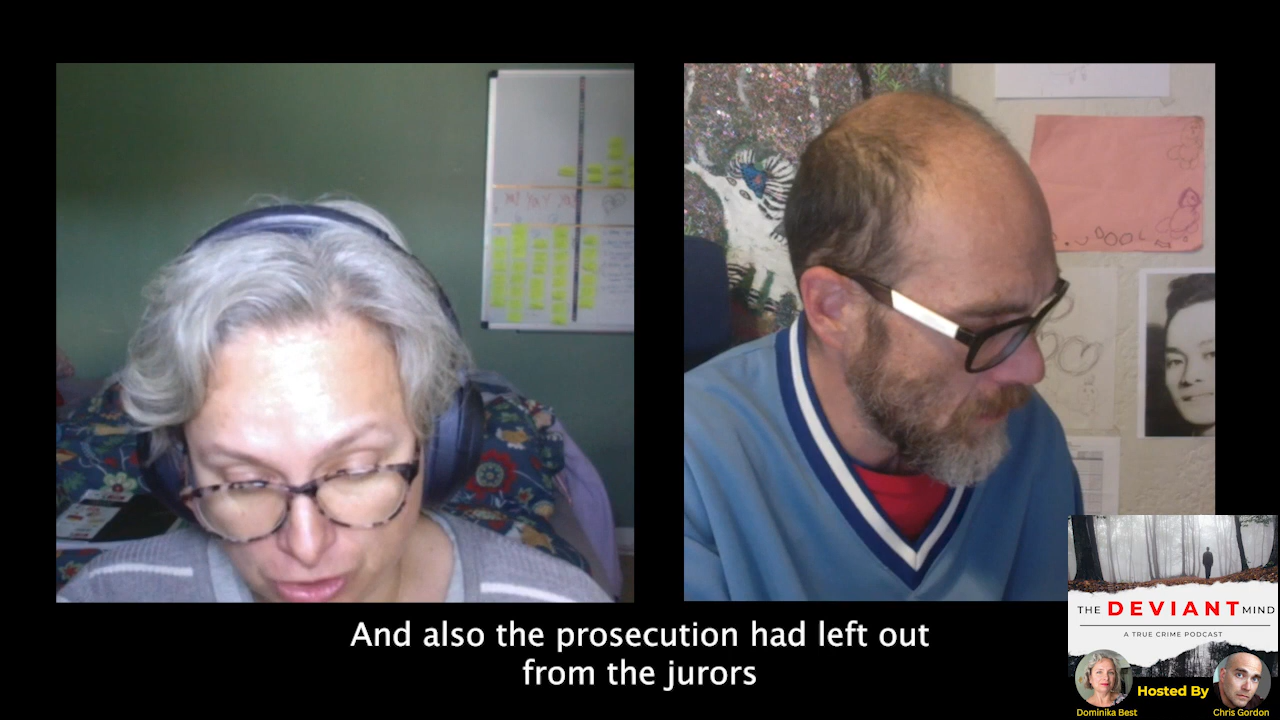 And also the prosecution had left out
from the jurors
THE DEVIANT MIND
A TRUE CRIME PODCAST
Hosted By
Dominika Best
Chris Gordon